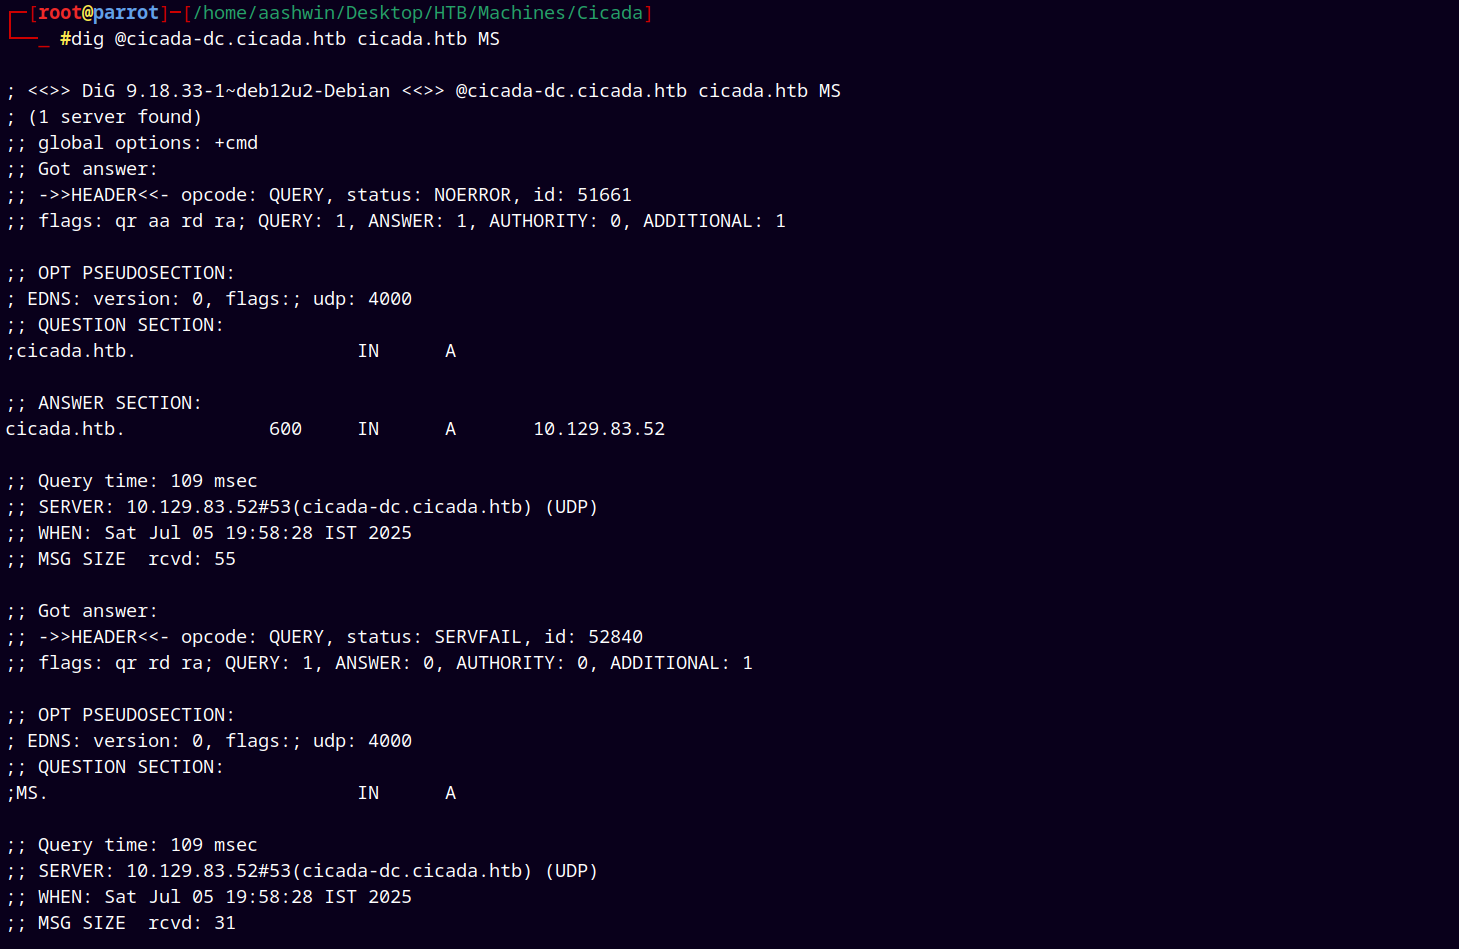 ┌─[root@parrot]─[/home/aashwin/Desktop/HTB/Machines/Cicada]
└──_ #dig @cicada-dc.cicada.htb cicada.htb MS
; <<>> DiG 9.18.33-1~deb12u2-Debian <<>> @cicada-dc.cicada.htb cicada.htb MS
; (1 server found)
;; global options: +cmd
;; Got answer:
;; ->>HEADER<<- opcode: QUERY, status: NOERROR, id: 51661
;; flags: qr aa rd ra; QUERY: 1, ANSWER: 1, AUTHORITY: 0, ADDITIONAL: 1
;; OPT PSEUDOSECTION:
; EDNS: version: 0, flags:; udp: 4000
;; QUESTION SECTION:
;cicada.htb. IN A
;; ANSWER SECTION:
cicada.htb. 600 IN A 10.129.83.52
;; Query time: 109 msec
;; SERVER: 10.129.83.52#53(cicada-dc.cicada.htb) (UDP)
;; WHEN: Sat Jul 05 19:58:28 IST 2025
;; MSG SIZE  rcvd: 55
;; Got answer:
;; ->>HEADER<<- opcode: QUERY, status: SERVFAIL, id: 52840
;; flags: qr rd ra; QUERY: 1, ANSWER: 0, AUTHORITY: 0, ADDITIONAL: 1
;; OPT PSEUDOSECTION:
; EDNS: version: 0, flags:; udp: 4000
;; QUESTION SECTION:
;MS. IN A
;; Query time: 109 msec
;; SERVER: 10.129.83.52#53(cicada-dc.cicada.htb) (UDP)
;; WHEN: Sat Jul 05 19:58:28 IST 2025
;; MSG SIZE  rcvd: 31